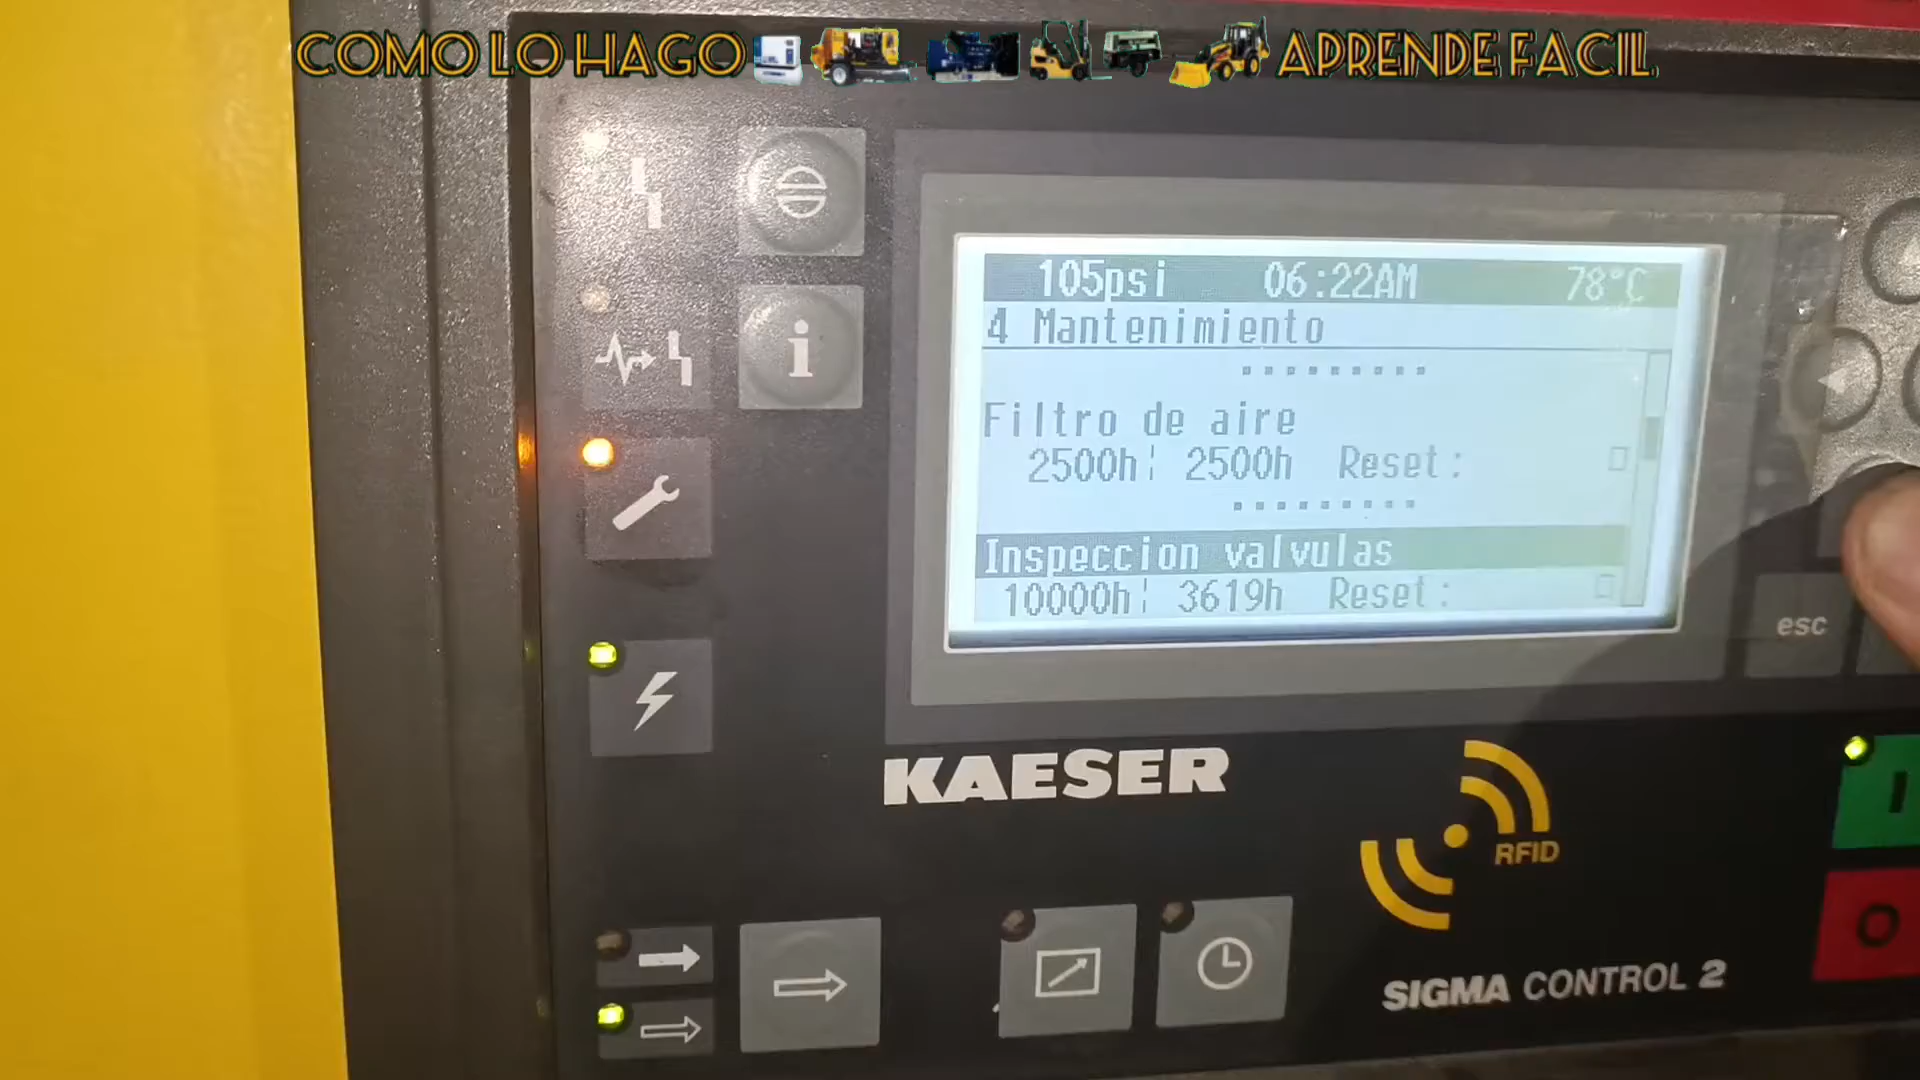 COMO LO HAGO APRENDE FACIL
105psi 06:22AM 78°C
4 Mantenimiento
Filtro de aire
2500h¦ 2500h Reset:
Inspeccion valvulas
10000h¦ 3619h Reset:
esc
KAESER
RFID
SIGMA CONTROL 2